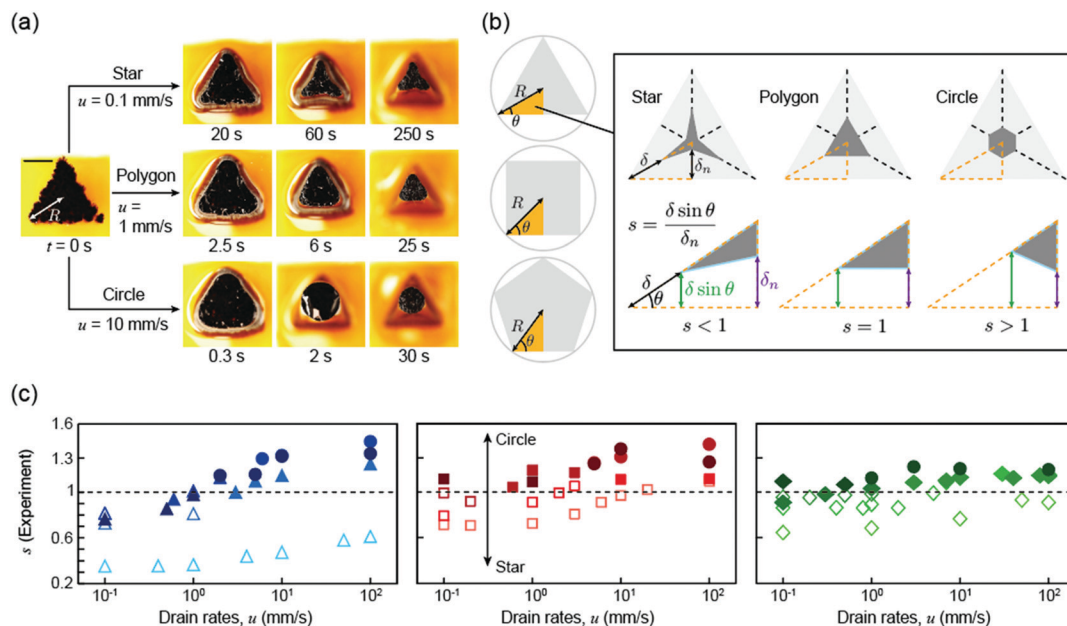 (a)
Star
u = 0.1 mm/s
20 s
60 s
250 s
R
t = 0 s
Polygon
u =
1 mm/s
2.5 s
6 s
25 s
Circle
u = 10 mm/s
0.3 s
2 s
30 s
(b)
R
θ
R
θ
R
θ
Star
Polygon
Circle
δ
δn
s = δ sin θ / δn
δ
θ
δ sin θ
δn
s < 1
s = 1
s > 1
(c)
s (Experiment)
1.6
1.3
1
0.6
0.2
10⁻¹
10⁰
10¹
10²
Drain rates, u (mm/s)
Circle
Star
10⁻¹
10⁰
10¹
10²
Drain rates, u (mm/s)
10⁻¹
10⁰
10¹
10²
Drain rates, u (mm/s)